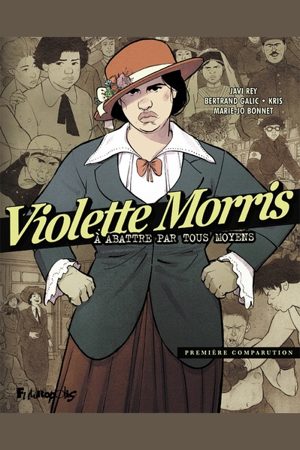 JAVI REY
BERTRAND GALIC • KRIS
MARIE-JO BONNET
Violette Morris
À ABATTRE PAR TOUS MOYENS
PREMIÈRE COMPARUTION
Futuropolis